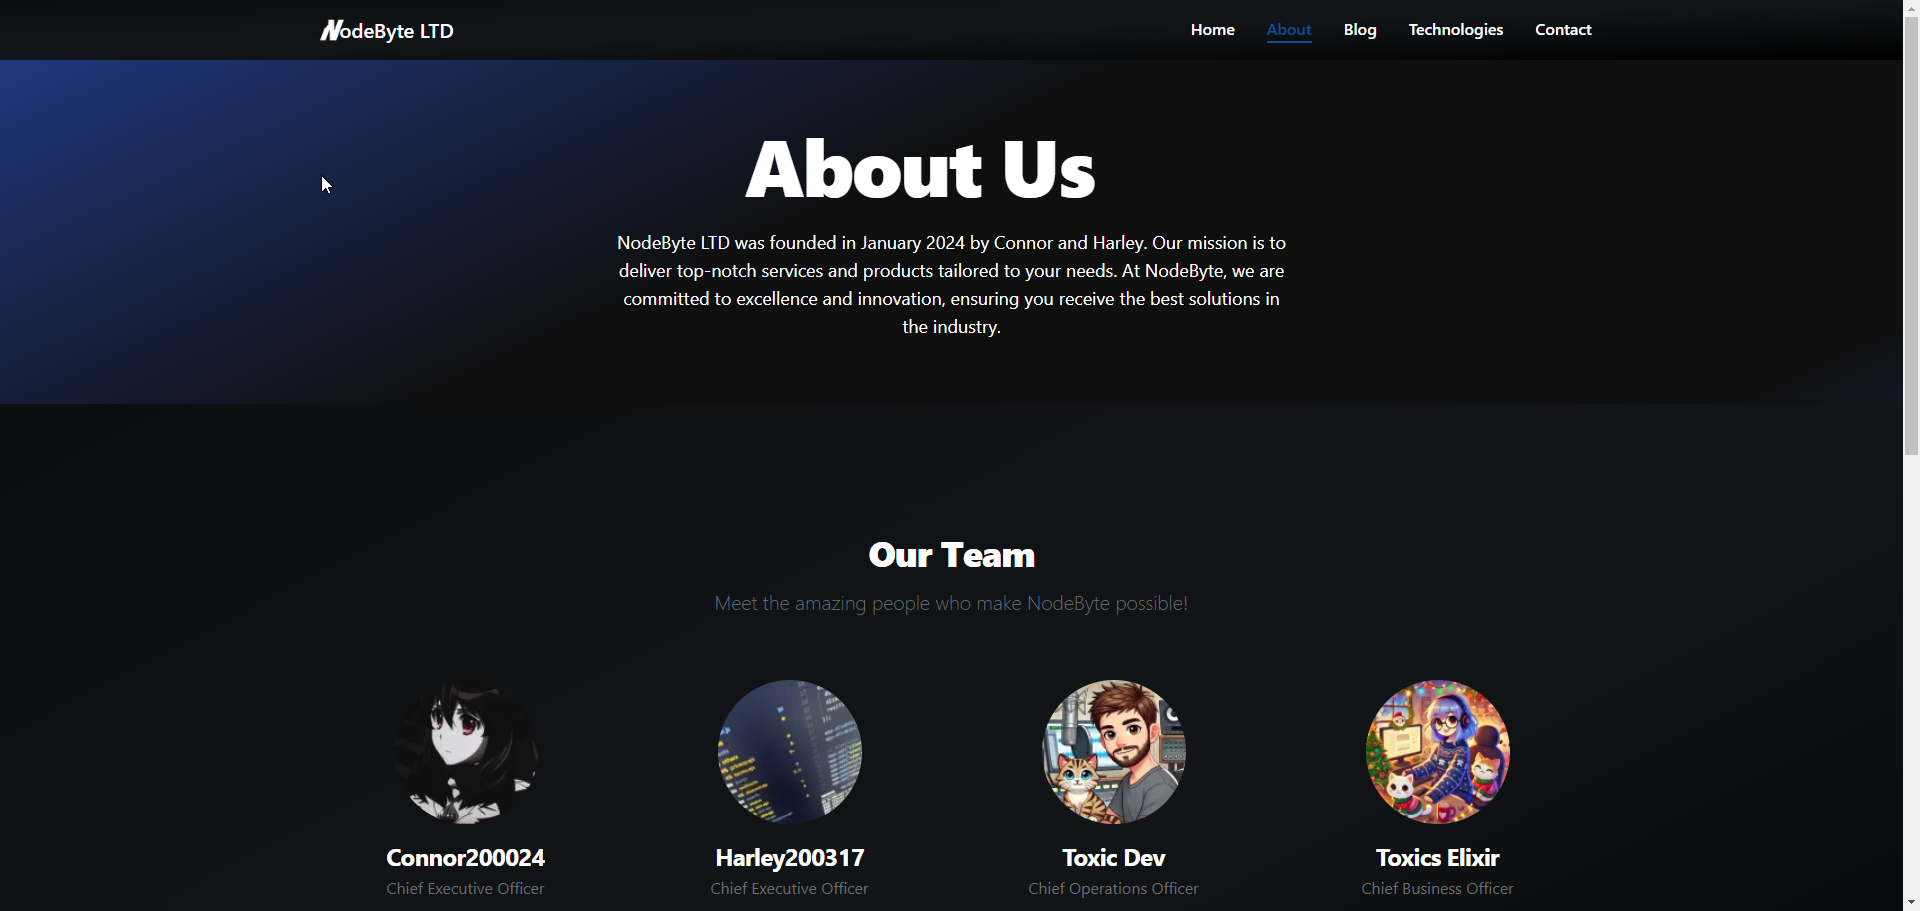 NodeByte LTD
Home About Blog Technologies Contact
About Us
NodeByte LTD was founded in January 2024 by Connor and Harley. Our mission is to
deliver top-notch services and products tailored to your needs. At NodeByte, we are
committed to excellence and innovation, ensuring you receive the best solutions in
the industry.
Our Team
Meet the amazing people who make NodeByte possible!
Connor200024 Harley200317 Toxic Dev Toxics Elixir
Chief Executive Officer Chief Executive Officer Chief Operations Officer Chief Business Officer